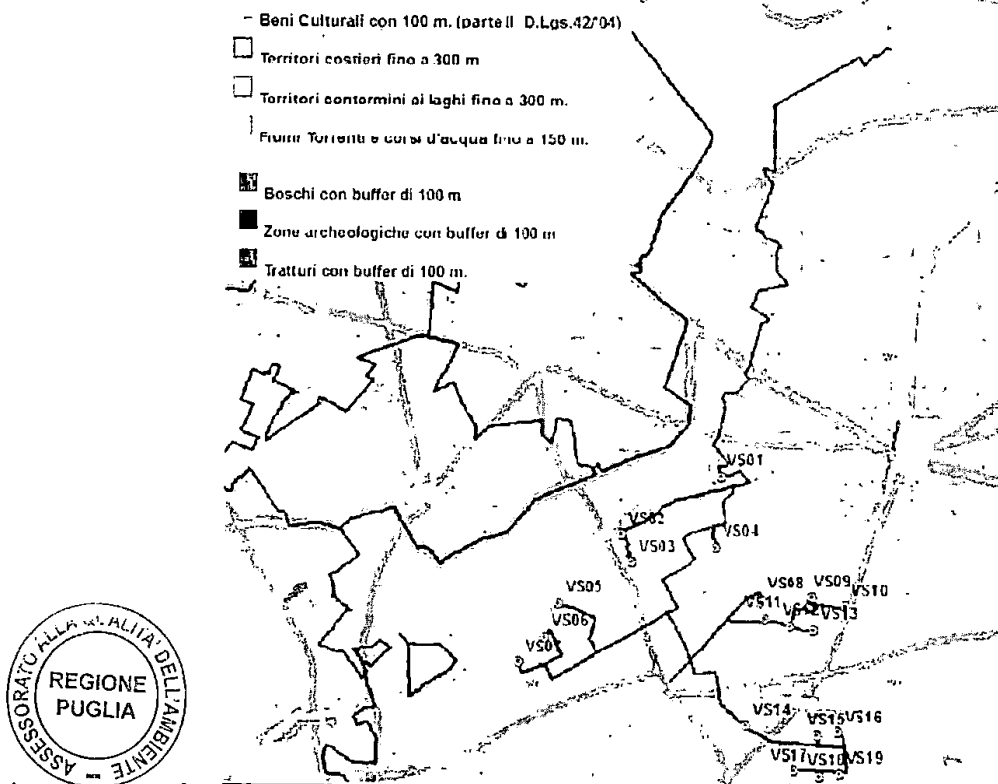 Beni Culturali con 100 m. (parte II D.Lgs.42/04)
Territori costieri fino a 300 m
Territori contermini ai laghi fino a 300 m.
Fiumi Torrenti e corsi d'acqua fino a 150 m.
Boschi con buffer di 100 m
Zone archeologiche con buffer di 100 m
Tratturi con buffer di 100 m.
VS01
VS02
VS03
VS04
VS05
VS06
VS08
VS09
VS10
VS11
VS13
VS14
VS15
VS16
VS17
VS18
VS19
ASSESSORATO ALLA QUALITA' DELL'AMBIENTE
REGIONE
PUGLIA